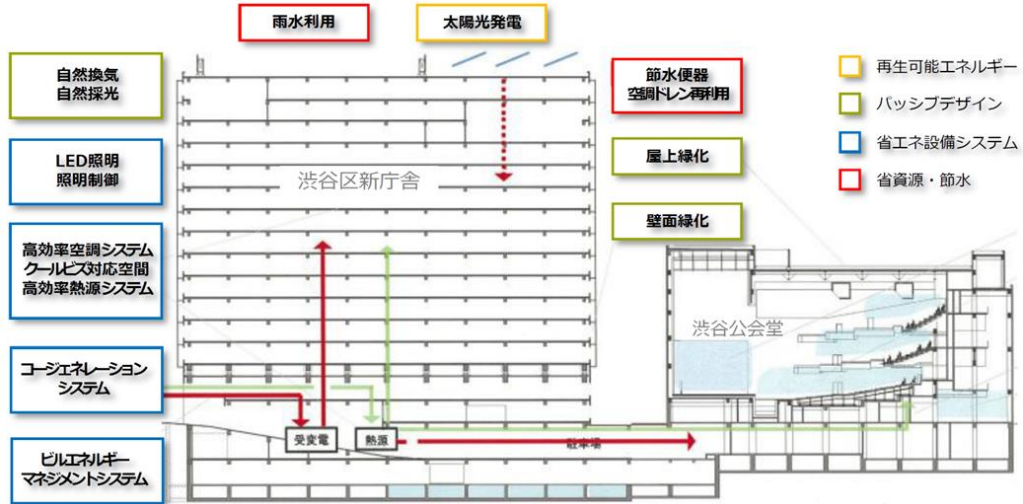 雨水利用
太陽光発電
自然換気
自然採光
節水便器
空調ドレン再利用
再生可能エネルギー
パッシブデザイン
省エネ設備システム
省資源・節水
LED照明
照明制御
渋谷区新庁舎
屋上緑化
壁面緑化
高効率空調システム
クールビズ対応空間
高効率熱源システム
渋谷公会堂
コージェネレーション
システム
受変電
熱源
駐車場
ビルエネルギー
マネジメントシステム